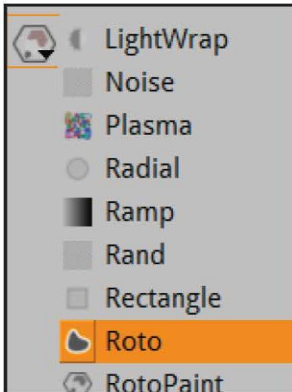 LightWrap
Noise
Plasma
Radial
Ramp
Rand
Rectangle
Roto
RotoPaint